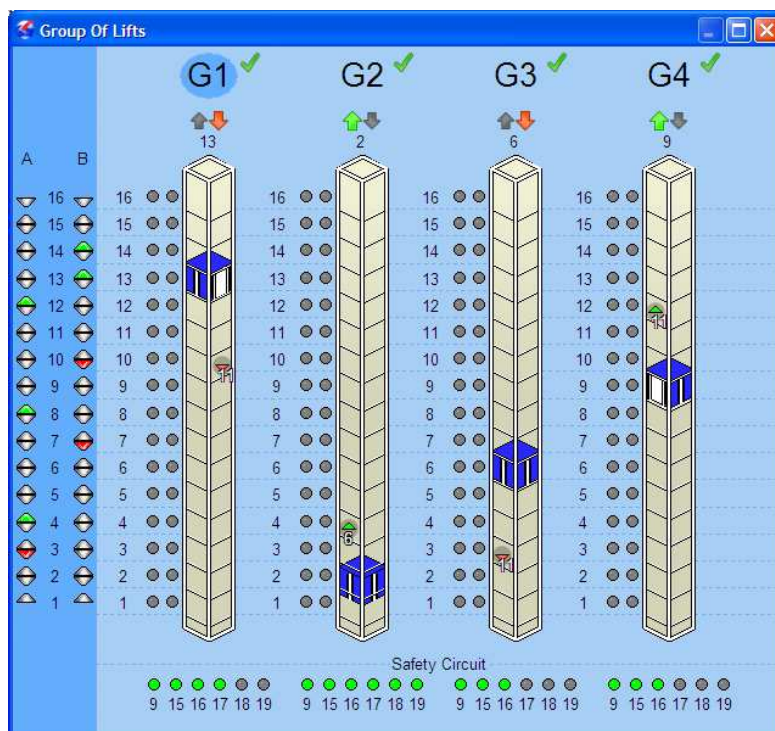 Group Of Lifts
G1 G2 G3 G4
13 2 6 9
A B
16 16 16 16 16
15 15 15 15 15
14 14 14 14 14
13 13 13 13 13
12 12 12 12 12
11 11 11 11 11
10 10 10 10 10
9 9 9 9 9
8 8 8 8 8
7 7 7 7 7
6 6 6 6 6
5 5 5 5 5
4 4 4 4 4
3 3 3 3 3
2 2 2 2 2
1 1 1 1 1
11
11
6
11
Safety Circuit
9 15 16 17 18 19 9 15 16 17 18 19 9 15 16 17 18 19 9 15 16 17 18 19